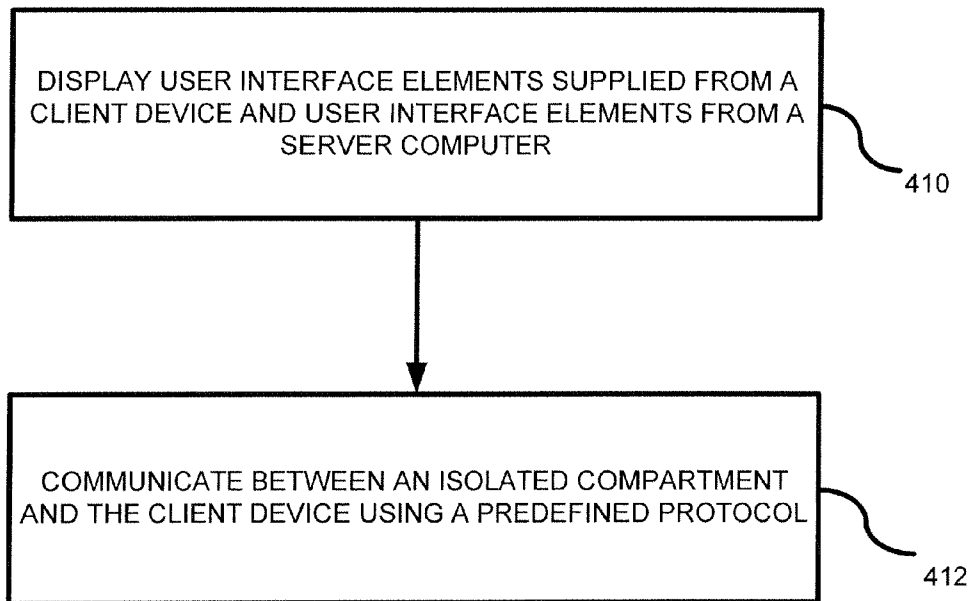 DISPLAY USER INTERFACE ELEMENTS SUPPLIED FROM A
CLIENT DEVICE AND USER INTERFACE ELEMENTS FROM A
SERVER COMPUTER
410
COMMUNICATE BETWEEN AN ISOLATED COMPARTMENT
AND THE CLIENT DEVICE USING A PREDEFINED PROTOCOL
412